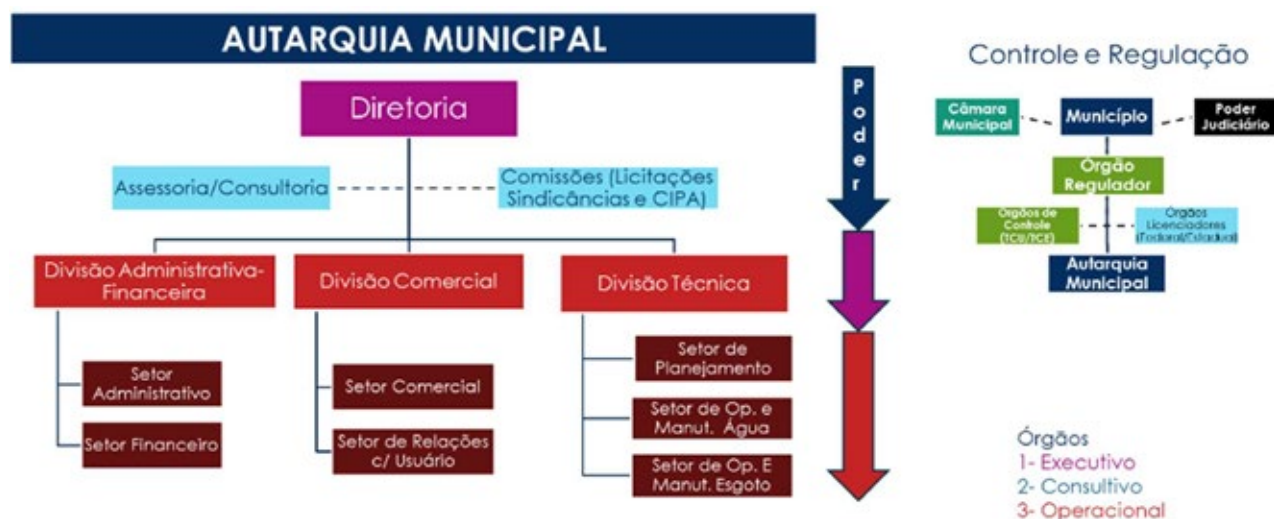 AUTARQUIA MUNICIPAL
Diretoria
Assessoria/Consultoria
Comissões (Licitações
Sindicâncias e CIPA)
Divisão Administrativa-
Financeira
Divisão Comercial
Divisão Técnica
Setor
Administrativo
Setor Financeiro
Setor Comercial
Setor de Relações
c/ Usuário
Setor de
Planejamento
Setor de Op. e
Manut. Água
Setor de Op. E
Manut. Esgoto
Poder
Controle e Regulação
Câmara
Municipal
Município
Poder
Judiciário
Órgão
Regulador
Órgãos de
Controle
(TCU/TCE)
Órgãos
Licenciadores
(Federal/Estadual)
Autarquia
Municipal
Órgãos
1- Executivo
2- Consultivo
3- Operacional